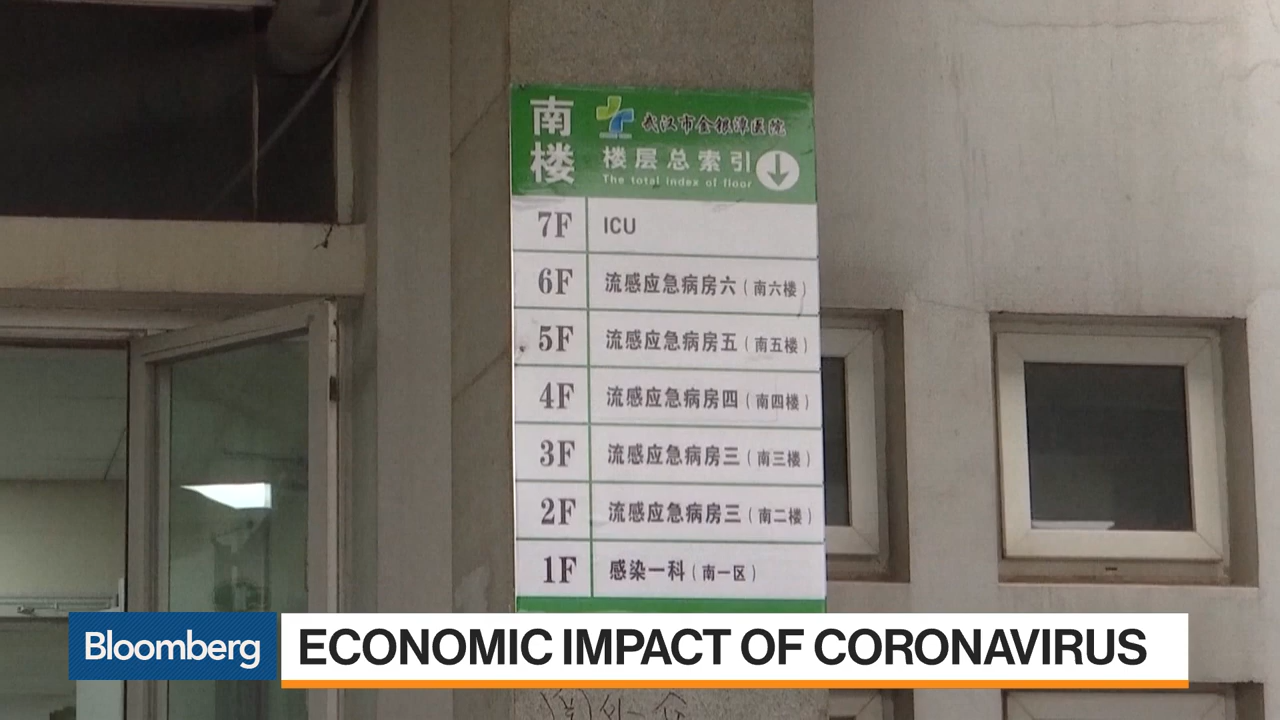 南楼
武汉市金银潭医院
楼层总索引
The total index of floor
7F ICU
6F 流感应急病房六(南六楼)
5F 流感应急病房五(南五楼)
4F 流感应急病房四(南四楼)
3F 流感应急病房三(南三楼)
2F 流感应急病房三(南二楼)
1F 感染一科(南一区)
Bloomberg
ECONOMIC IMPACT OF CORONAVIRUS